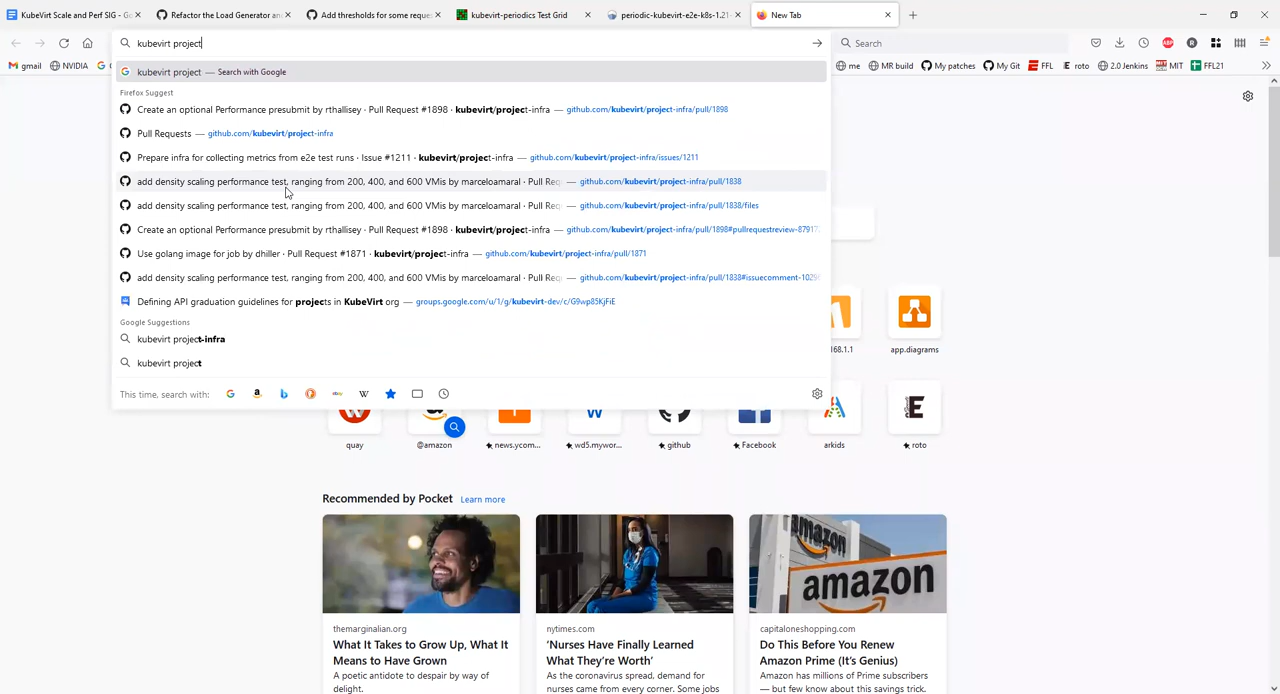 KubeVirt Scale and Perf SIG - G
Refactor the Load Generator an
Add thresholds for some reques
kubevirt-periodics Test Grid
periodic-kubevirt-e2e-k8s-1.21-
New Tab
kubevirt project
Search
gmail
NVIDIA
me
MR build
My patches
My Git
FFL
roto
2.0 Jenkins
MIT
FFL21
kubevirt project — Search with Google
Firefox Suggest
Create an optional Performance presubmit by rthallisey · Pull Request #1898 · kubevirt/project-infra — github.com/kubevirt/project-infra/pull/1898
Pull Requests — github.com/kubevirt/project-infra
Prepare infra for collecting metrics from e2e test runs · Issue #1211 · kubevirt/project-infra — github.com/kubevirt/project-infra/issues/1211
add density scaling performance test, ranging from 200, 400, and 600 VMis by marceloamaral · Pull Req — github.com/kubevirt/project-infra/pull/1838
add density scaling performance test, ranging from 200, 400, and 600 VMis by marceloamaral · Pull Req — github.com/kubevirt/project-infra/pull/1838/files
Create an optional Performance presubmit by rthallisey · Pull Request #1898 · kubevirt/project-infra — github.com/kubevirt/project-infra/pull/1898#pullrequestreview-87917
Use golang image for job by dhiller · Pull Request #1871 · kubevirt/project-infra — github.com/kubevirt/project-infra/pull/1871
add density scaling performance test, ranging from 200, 400, and 600 VMis by marceloamaral · Pull Req — github.com/kubevirt/project-infra/pull/1838#issuecomment-1029
Defining API graduation guidelines for projects in KubeVirt org — groups.google.com/u/1/g/kubevirt-dev/c/G9wp85KjFiE
Google Suggestions
kubevirt project-infra
kubevirt project
This time, search with:
168.1.1
app.diagrams
quay
@amazon
news.ycom...
wd5.mywor...
github
Facebook
arkids
roto
Recommended by Pocket Learn more
amazon
themarginalian.org
What It Takes to Grow Up, What It
Means to Have Grown
A poetic antidote to despair by way of
delight.
nytimes.com
'Nurses Have Finally Learned
What They're Worth'
As the coronavirus spread, demand for
nurses came from every corner. Some jobs
capitaloneshopping.com
Do This Before You Renew
Amazon Prime (It's Genius)
Amazon has millions of Prime subscribers
— but few know about this savings trick.